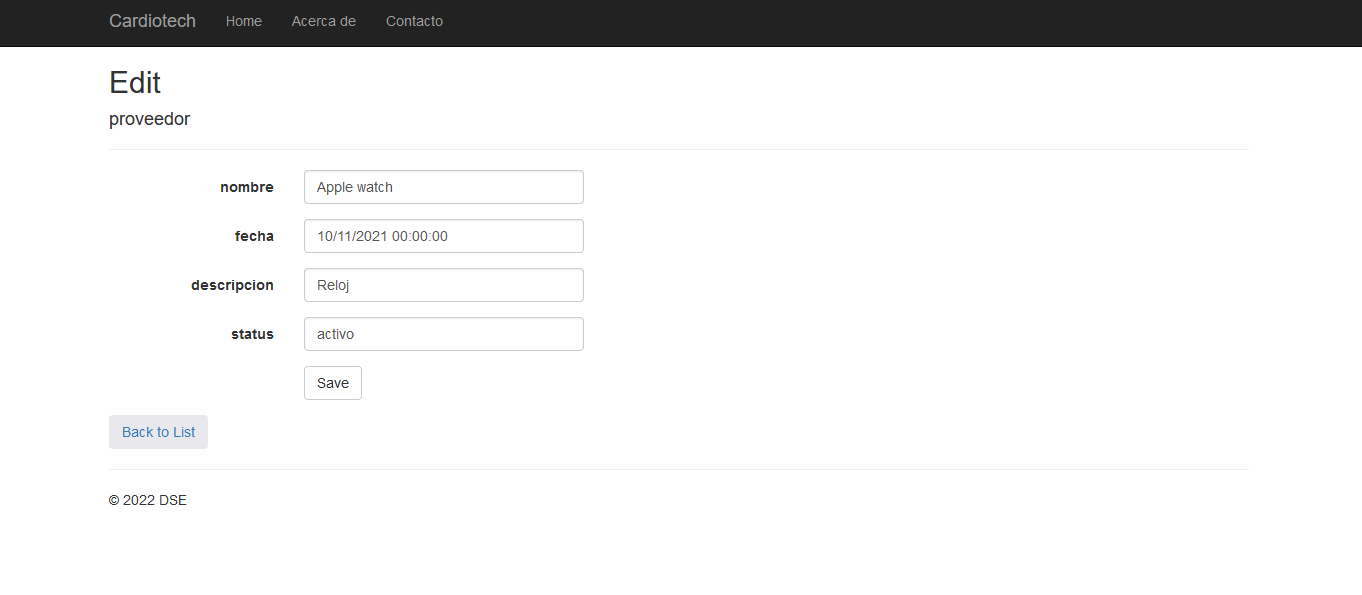 Cardiotech Home Acerca de Contacto
Edit
proveedor
nombre Apple watch
fecha 10/11/2021 00:00:00
descripcion Reloj
status activo
Save
Back to List
© 2022 DSE